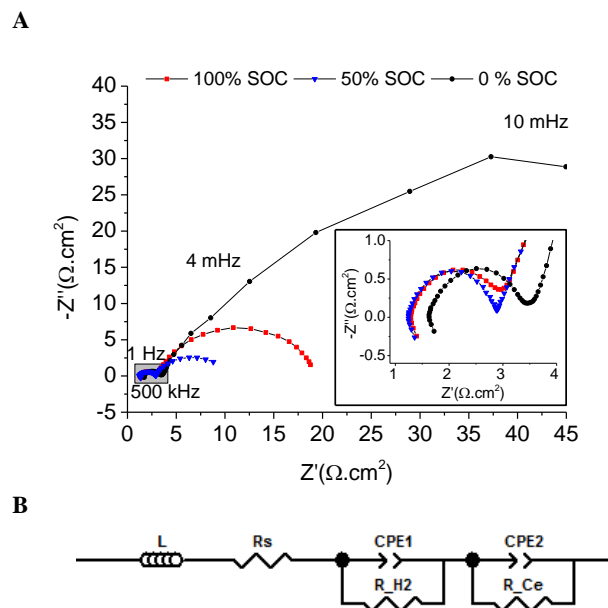 A
100% SOC 50% SOC 0 % SOC
40
35
30
25
20
15
10
5
0
-5
-Z''(Ω.cm²)
10 mHz
4 mHz
1 Hz
500 kHz
1.0
0.5
0.0
-0.5
-Z''(Ω.cm²)
1 2 3 4
Z'(Ω.cm²)
0 5 10 15 20 25 30 35 40 45
Z'(Ω.cm²)
B
L Rs CPE1 CPE2
R_H2 R_Ce